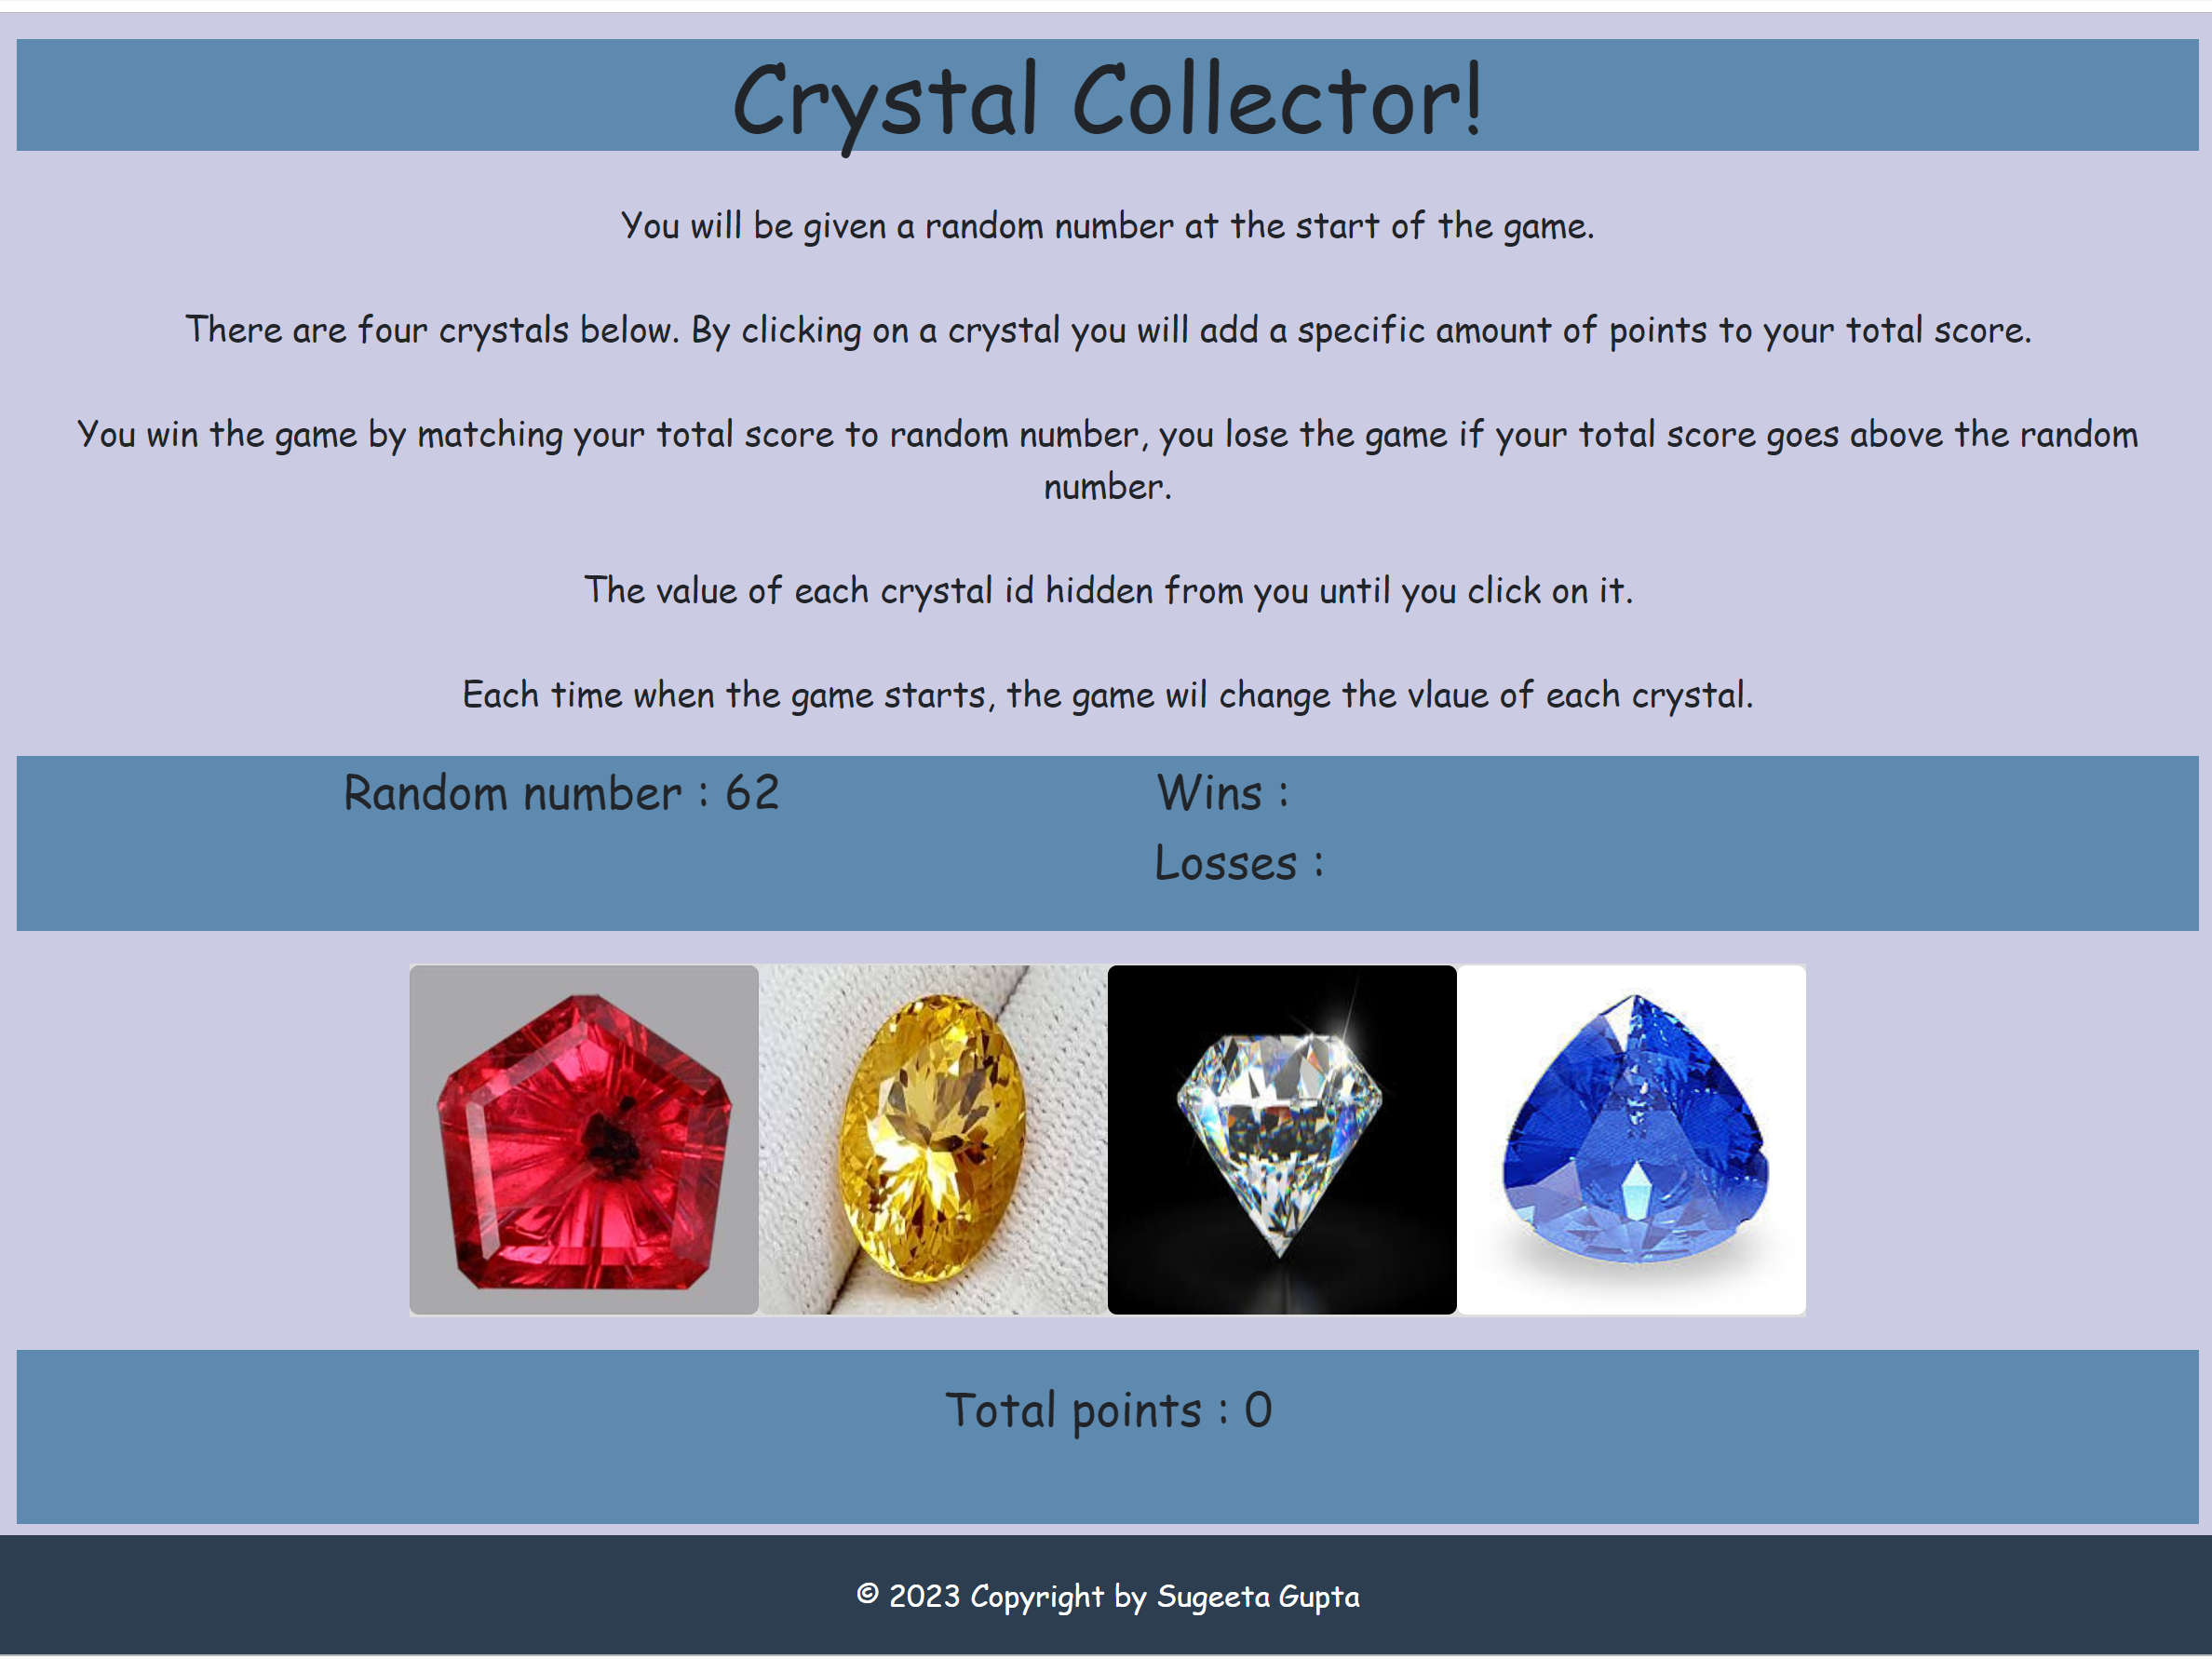 Crystal Collector!
You will be given a random number at the start of the game.
There are four crystals below. By clicking on a crystal you will add a specific amount of points to your total score.
You win the game by matching your total score to random number, you lose the game if your total score goes above the random
number.
The value of each crystal id hidden from you until you click on it.
Each time when the game starts, the game wil change the vlaue of each crystal.
Random number : 62
Wins :
Losses :
Total points : 0
© 2023 Copyright by Sugeeta Gupta